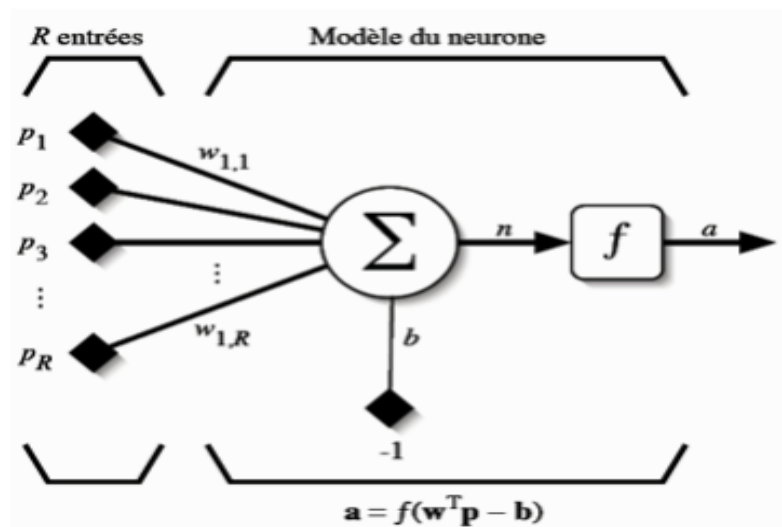 R entrées
Modèle du neurone
p1
w1,1
p2
p3
n
f
a
Σ
⋮
⋮
w1,R
pR
b
-1
a = f(wᵀp − b)